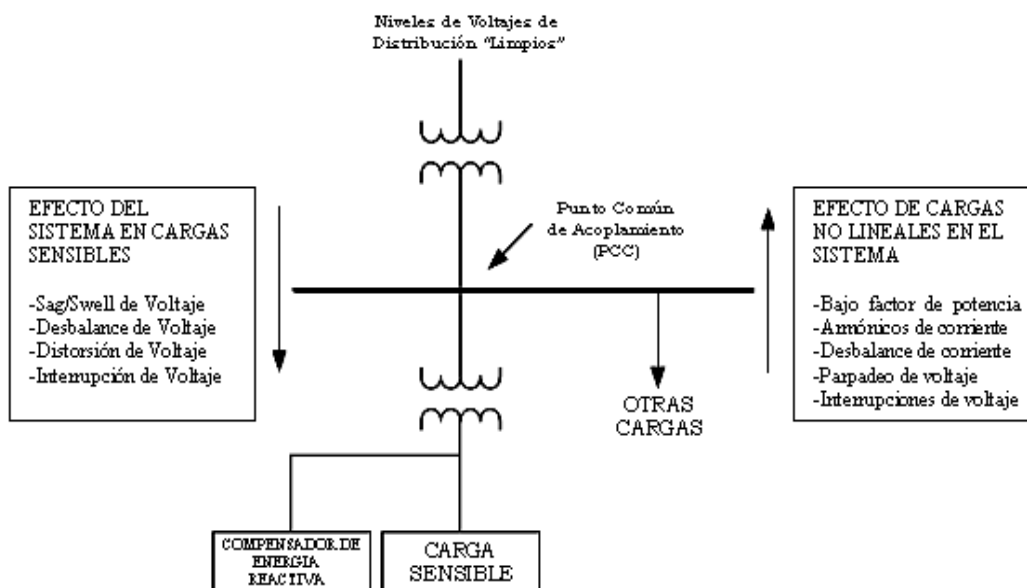 Niveles de Voltajes de
Distribución "Limpios"
EFECTO DEL
SISTEMA EN CARGAS
SENSIBLES
-Sag/Swell de Voltaje
-Desbalance de Voltaje
-Distorsión de Voltaje
-Interrupción de Voltaje
Punto Común
de Acoplamiento
(PCC)
EFECTO DE CARGAS
NO LINEALES EN EL
SISTEMA
-Bajo factor de potencia
-Armónicos de corriente
-Desbalance de corriente
-Parpadeo de voltaje
-Interrupciones de voltaje
OTRAS
CARGAS
COMPENSADOR DE
ENERGIA
REACTIVA
CARGA
SENSIBLE